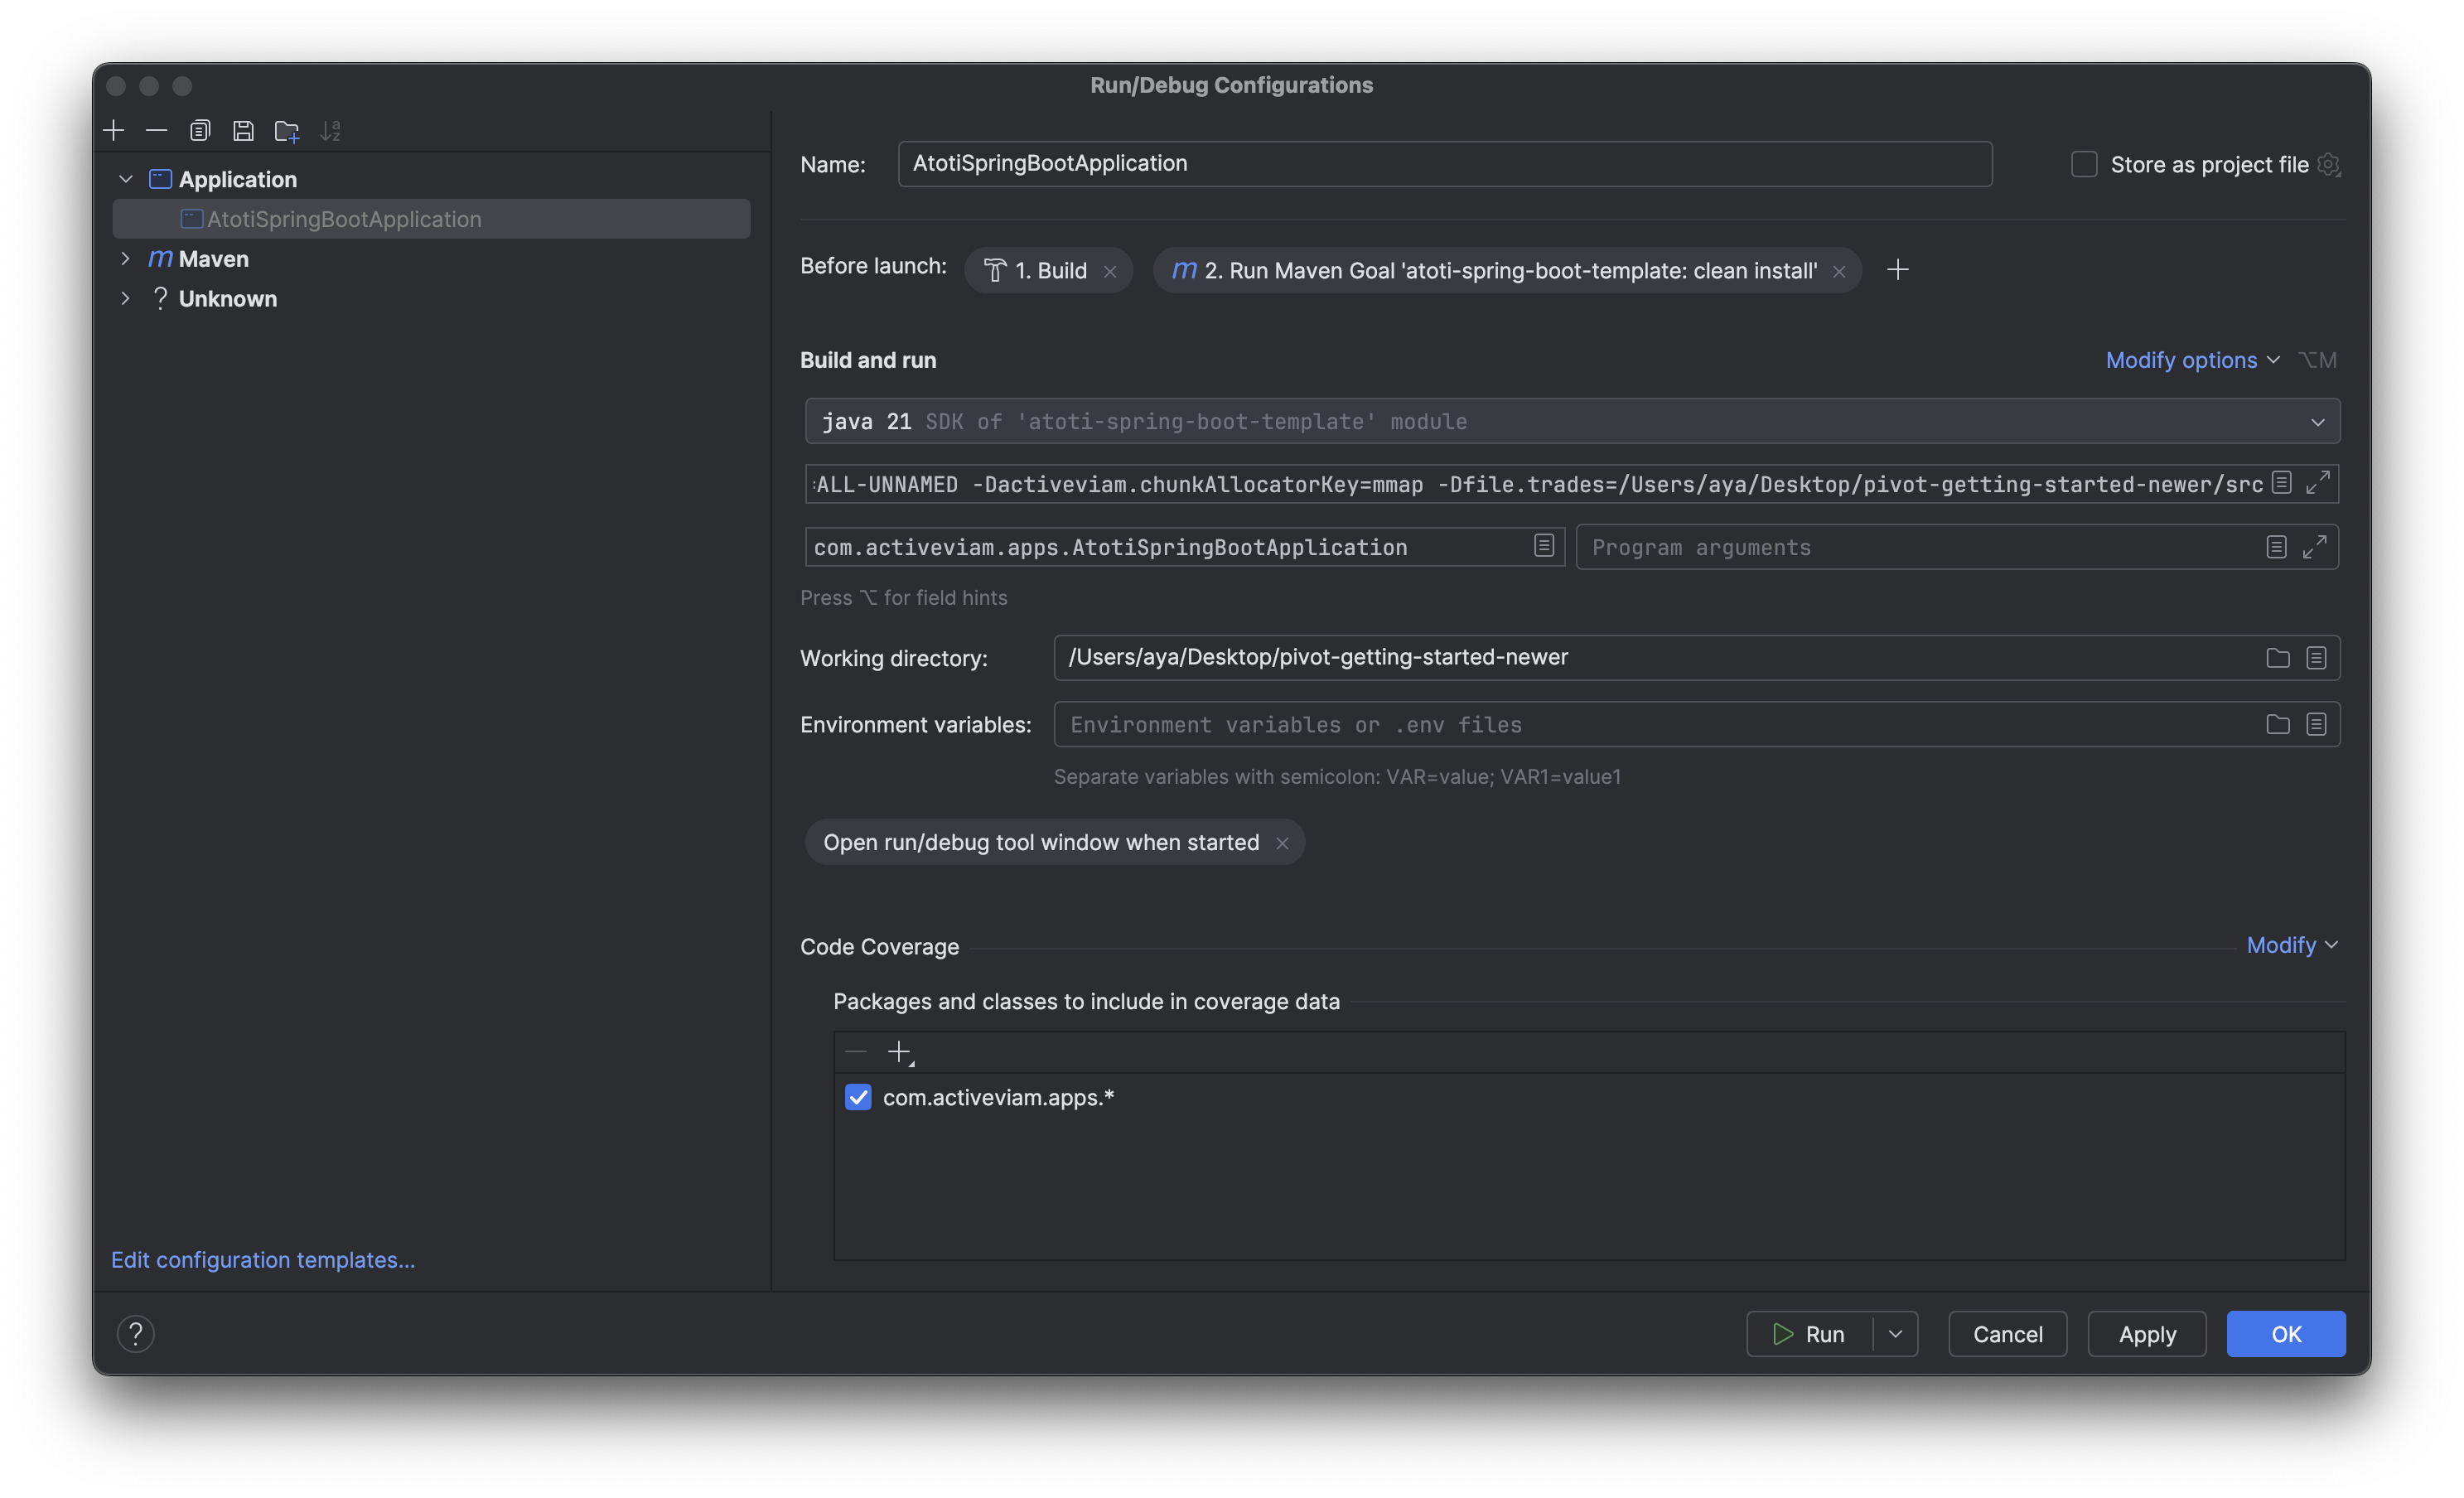 Run/Debug Configurations
Application
AtotiSpringBootApplication
Maven
Unknown
Edit configuration templates...
Name: AtotiSpringBootApplication
Store as project file
Before launch: 1. Build 2. Run Maven Goal 'atoti-spring-boot-template: clean install'
Build and run
Modify options ⌥M
java 21 SDK of 'atoti-spring-boot-template' module
=ALL-UNNAMED -Dactiveviam.chunkAllocatorKey=mmap -Dfile.trades=/Users/aya/Desktop/pivot-getting-started-newer/src
com.activeviam.apps.AtotiSpringBootApplication
Program arguments
Press ⌥ for field hints
Working directory: /Users/aya/Desktop/pivot-getting-started-newer
Environment variables: Environment variables or .env files
Separate variables with semicolon: VAR=value; VAR1=value1
Open run/debug tool window when started
Code Coverage
Modify
Packages and classes to include in coverage data
com.activeviam.apps.*
?
Run
Cancel
Apply
OK